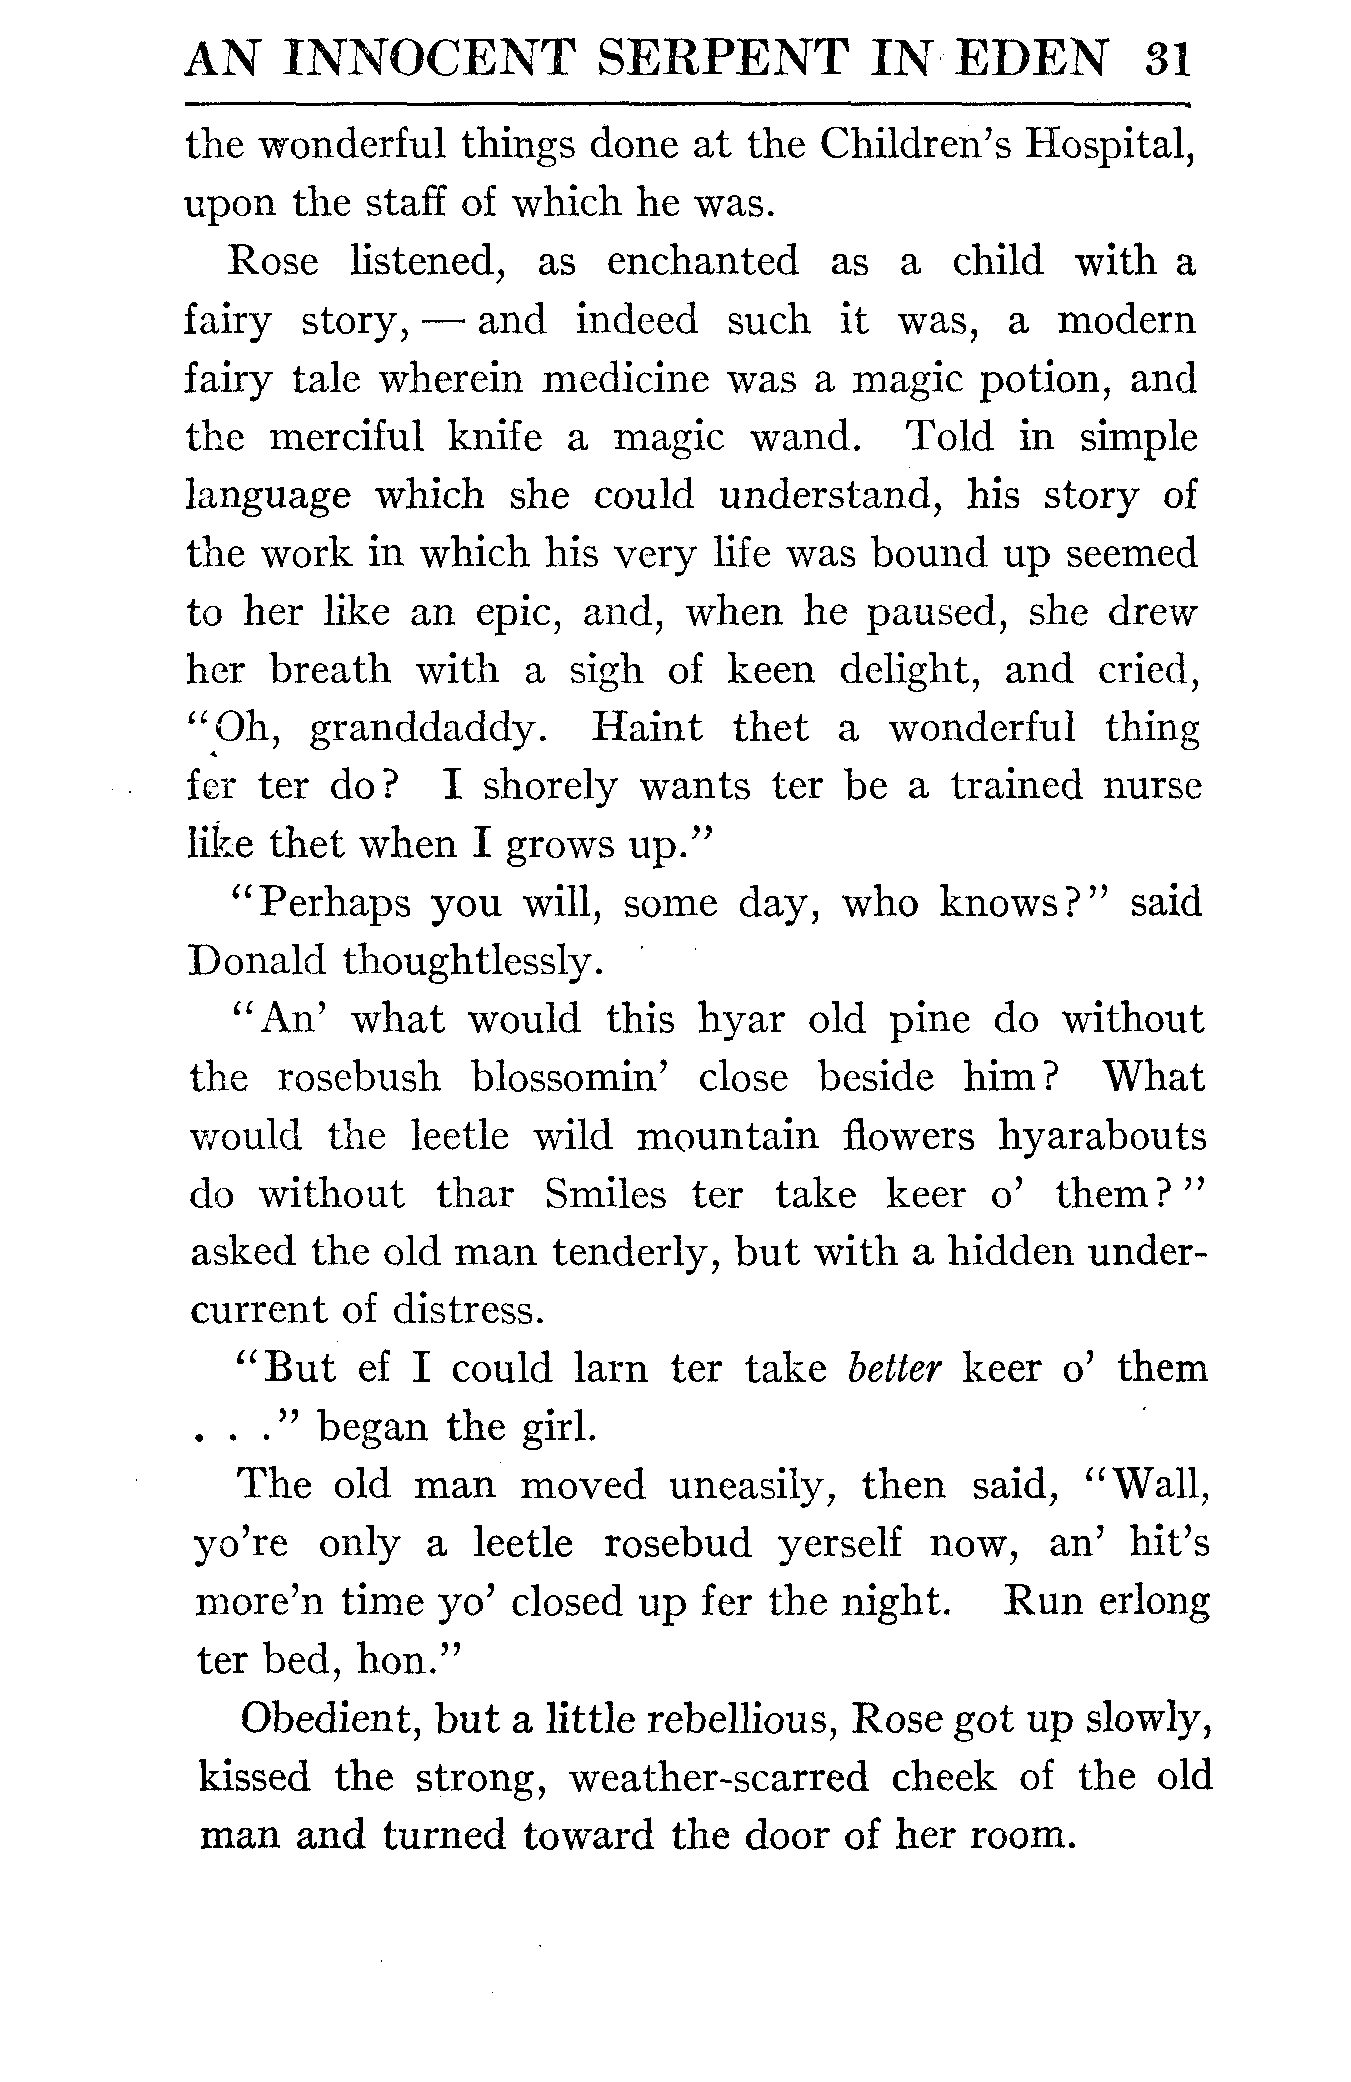 AN INNOCENT SERPENT IN EDEN 31
the wonderful things done at the Children's Hospital,
upon the staff of which he was.
Rose listened, as enchanted as a child with a
fairy story, — and indeed such it was, a modern
fairy tale wherein medicine was a magic potion, and
the merciful knife a magic wand. Told in simple
language which she could understand, his story of
the work in which his very life was bound up seemed
to her like an epic, and, when he paused, she drew
her breath with a sigh of keen delight, and cried,
"Oh, granddaddy. Haint thet a wonderful thing
fer ter do? I shorely wants ter be a trained nurse
like thet when I grows up."
"Perhaps you will, some day, who knows?" said
Donald thoughtlessly.
"An' what would this hyar old pine do without
the rosebush blossomin' close beside him? What
would the leetle wild mountain flowers hyarabouts
do without thar Smiles ter take keer o' them?"
asked the old man tenderly, but with a hidden under-
current of distress.
"But ef I could larn ter take better keer o' them
. . ." began the girl.
The old man moved uneasily, then said, "Wall,
yo're only a leetle rosebud yerself now, an' hit's
more'n time yo' closed up fer the night. Run erlong
ter bed, hon."
Obedient, but a little rebellious, Rose got up slowly,
kissed the strong, weather-scarred cheek of the old
man and turned toward the door of her room.